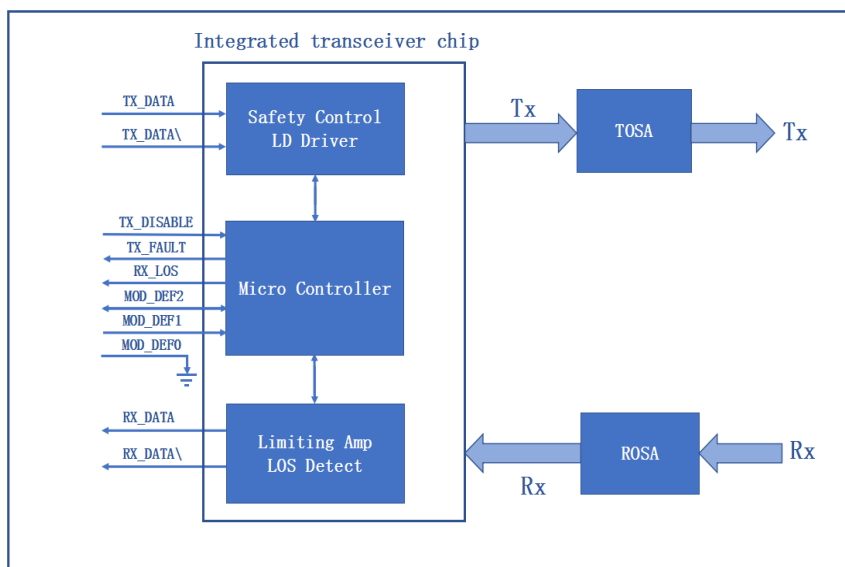 Integrated transceiver chip
TX_DATA
TX_DATA\
Safety Control
LD Driver
Tx
TOSA
Tx
TX_DISABLE
TX_FAULT
RX_LOS
MOD_DEF2
MOD_DEF1
MOD_DEF0
Micro Controller
RX_DATA
RX_DATA\
Limiting Amp
LOS Detect
Rx
ROSA
Rx